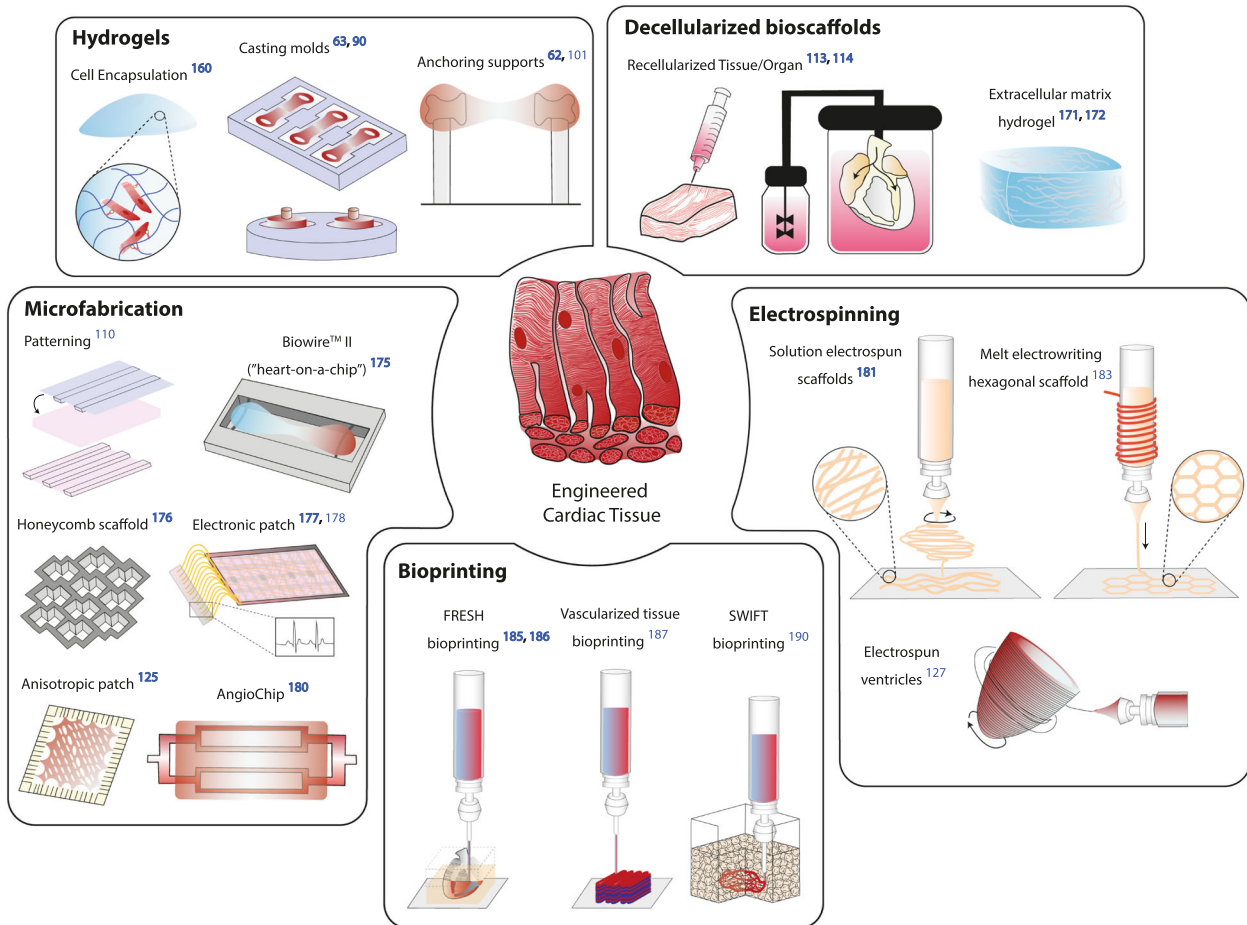 Hydrogels
Cell Encapsulation 160
Casting molds 63, 90
Anchoring supports 62, 101
Decellularized bioscaffolds
Recellularized Tissue/Organ 113, 114
Extracellular matrix
hydrogel 171, 172
Microfabrication
Patterning 110
Biowire™ II
("heart-on-a-chip") 175
Honeycomb scaffold 176
Electronic patch 177, 178
Anisotropic patch 125
AngioChip 180
Engineered
Cardiac Tissue
Electrospinning
Solution electrospun
scaffolds 181
Melt electrowriting
hexagonal scaffold 183
Electrospun
ventricles 127
Bioprinting
FRESH
bioprinting 185, 186
Vascularized tissue
bioprinting 187
SWIFT
bioprinting 190